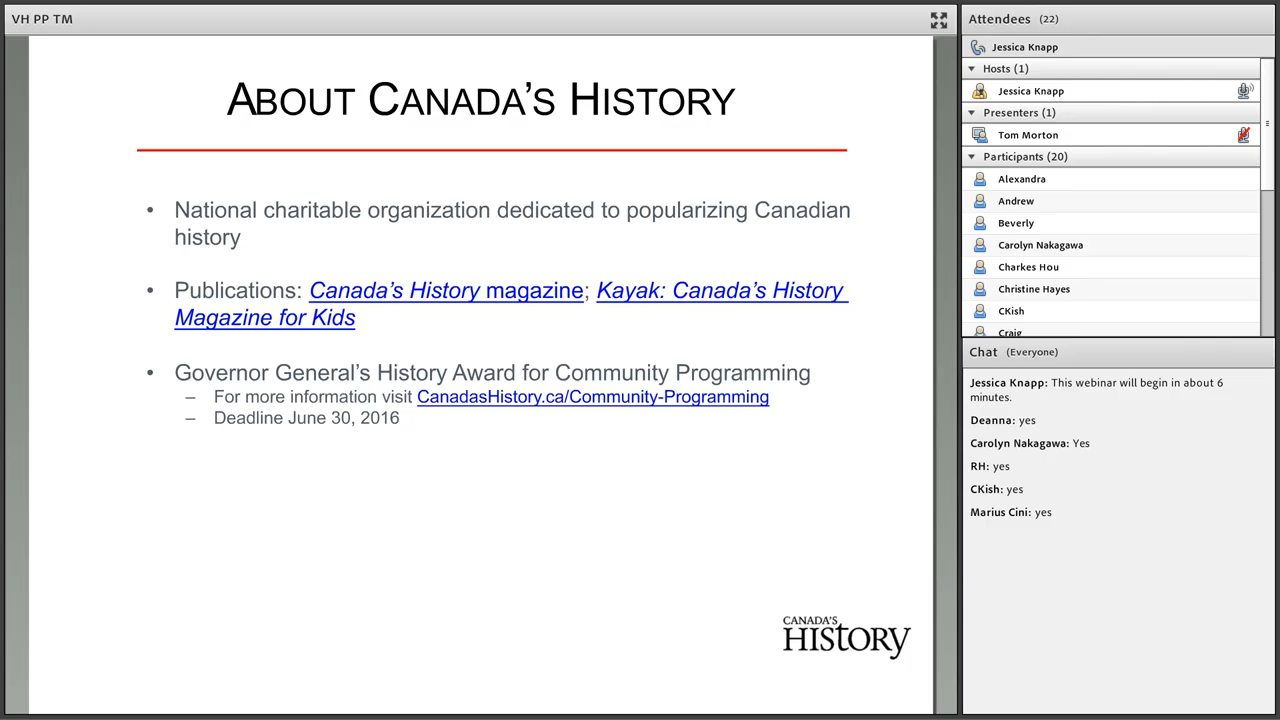 VH PP TM
ABOUT CANADA'S HISTORY
• National charitable organization dedicated to popularizing Canadian
history
• Publications: Canada's History magazine; Kayak: Canada's History
Magazine for Kids
• Governor General's History Award for Community Programming
– For more information visit CanadasHistory.ca/Community-Programming
– Deadline June 30, 2016
CANADA'S
HISTORY
Attendees (22)
Jessica Knapp
Hosts (1)
Jessica Knapp
Presenters (1)
Tom Morton
Participants (20)
Alexandra
Andrew
Beverly
Carolyn Nakagawa
Charkes Hou
Christine Hayes
CKish
Craig
Chat (Everyone)
Jessica Knapp: This webinar will begin in about 6
minutes.
Deanna: yes
Carolyn Nakagawa: Yes
RH: yes
CKish: yes
Marius Cini: yes